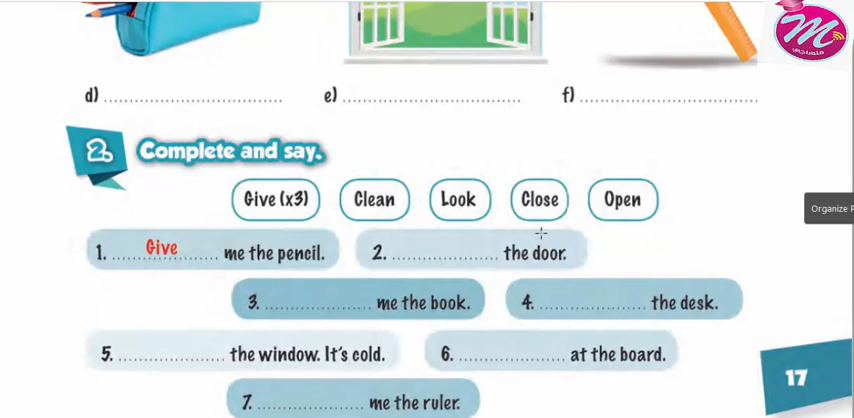 d) ........................................ e) ........................................ f) ........................................
2. Complete and say.
Give (x3) Clean Look Close Open
Organize P
1. ....Give.... me the pencil. 2. ........................ the door.
3. ........................ me the book. 4. ........................ the desk.
5. ........................ the window. It's cold. 6. ........................ at the board.
17
7. ........................ me the ruler.